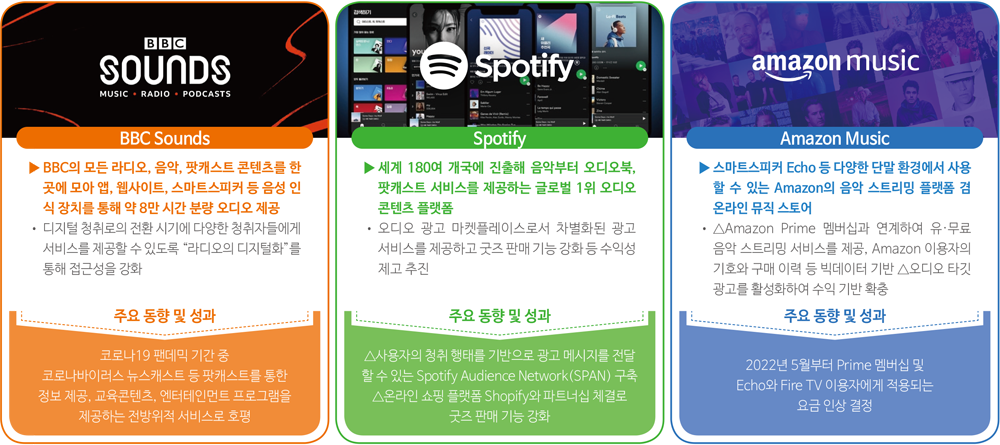 BBC
SOUNDS
MUSIC • RADIO • PODCASTS
BBC Sounds
▶ BBC의 모든 라디오, 음악, 팟캐스트 콘텐츠를 한
곳에 모아 앱, 웹사이트, 스마트스피커 등 음성 인
식 장치를 통해 약 8만 시간 분량 오디오 제공
• 디지털 청취로의 전환 시기에 다양한 청취자들에게
서비스를 제공할 수 있도록 “라디오의 디지털화”를
통해 접근성을 강화
주요 동향 및 성과
코로나19 팬데믹 기간 중
코로나바이러스 뉴스캐스트 등 팟캐스트를 통한
정보 제공, 교육콘텐츠, 엔터테인먼트 프로그램을
제공하는 전방위적 서비스로 호평
Spotify
Spotify
▶ 세계 180여 개국에 진출해 음악부터 오디오북,
팟캐스트 서비스를 제공하는 글로벌 1위 오디오
콘텐츠 플랫폼
• 오디오 광고 마켓플레이스로서 차별화된 광고
서비스를 제공하고 굿즈 판매 기능 강화 등 수익성
제고 추진
주요 동향 및 성과
△사용자의 청취 행태를 기반으로 광고 메시지를 전달
할 수 있는 Spotify Audience Network(SPAN) 구축
△온라인 쇼핑 플랫폼 Shopify와 파트너십 체결로
굿즈 판매 기능 강화
amazon music
Amazon Music
▶ 스마트스피커 Echo 등 다양한 단말 환경에서 사용
할 수 있는 Amazon의 음악 스트리밍 플랫폼 겸
온라인 뮤직 스토어
• △Amazon Prime 멤버십과 연계하여 유·무료
음악 스트리밍 서비스를 제공, Amazon 이용자의
기호와 구매 이력 등 빅데이터 기반 △오디오 타깃
광고를 활성화하여 수익 기반 확충
주요 동향 및 성과
2022년 5월부터 Prime 멤버십 및
Echo와 Fire TV 이용자에게 적용되는
요금 인상 결정